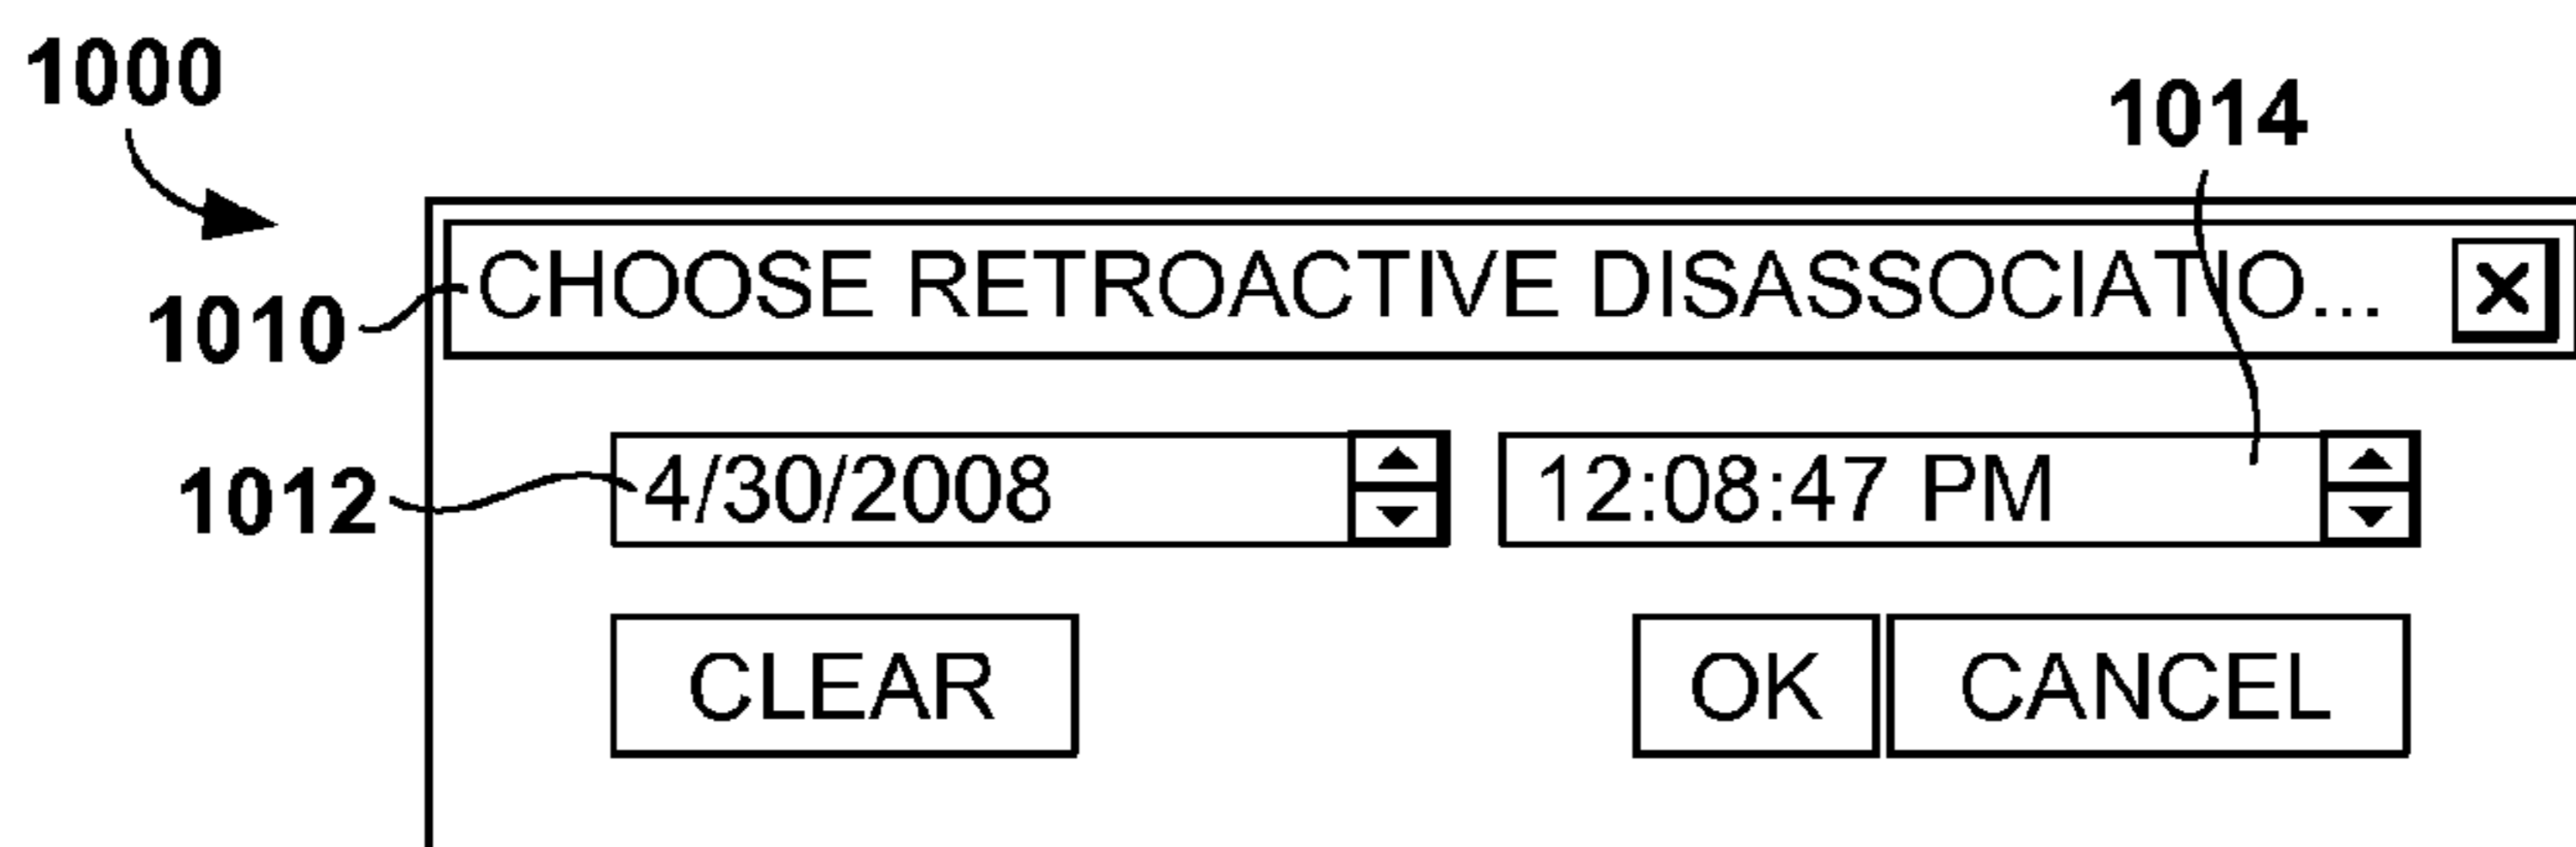 1000
1014
1010 CHOOSE RETROACTIVE DISASSOCIATIO...
1012 4/30/2008 12:08:47 PM
CLEAR OK CANCEL